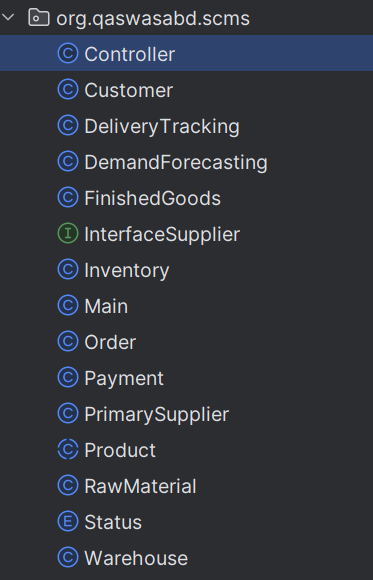 org.qaswasabd.scms
Controller
Customer
DeliveryTracking
DemandForecasting
FinishedGoods
InterfaceSupplier
Inventory
Main
Order
Payment
PrimarySupplier
Product
RawMaterial
Status
Warehouse